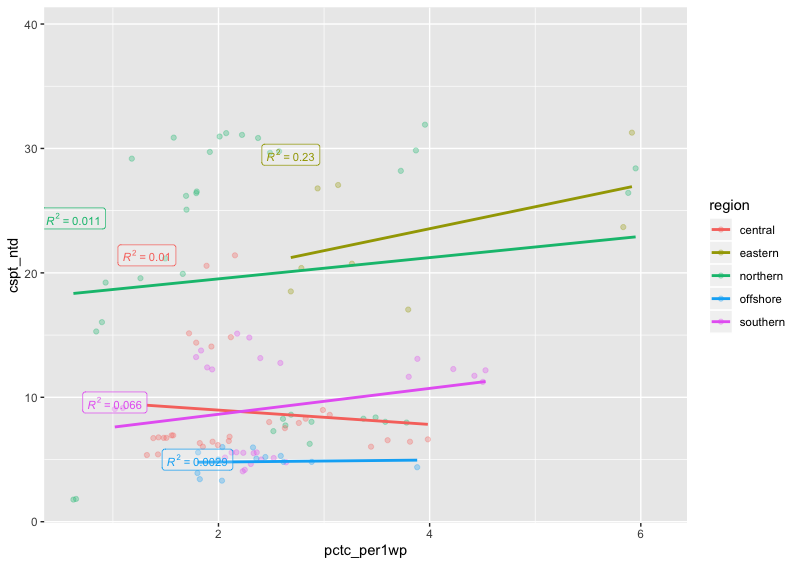 40
30
20
10
0
cspt_ntd
R² = 0.23
R² = 0.011
R² = 0.01
R² = 0.066
R² = 0.0029
2
4
6
pctc_per1wp
region
central
eastern
northern
offshore
southern